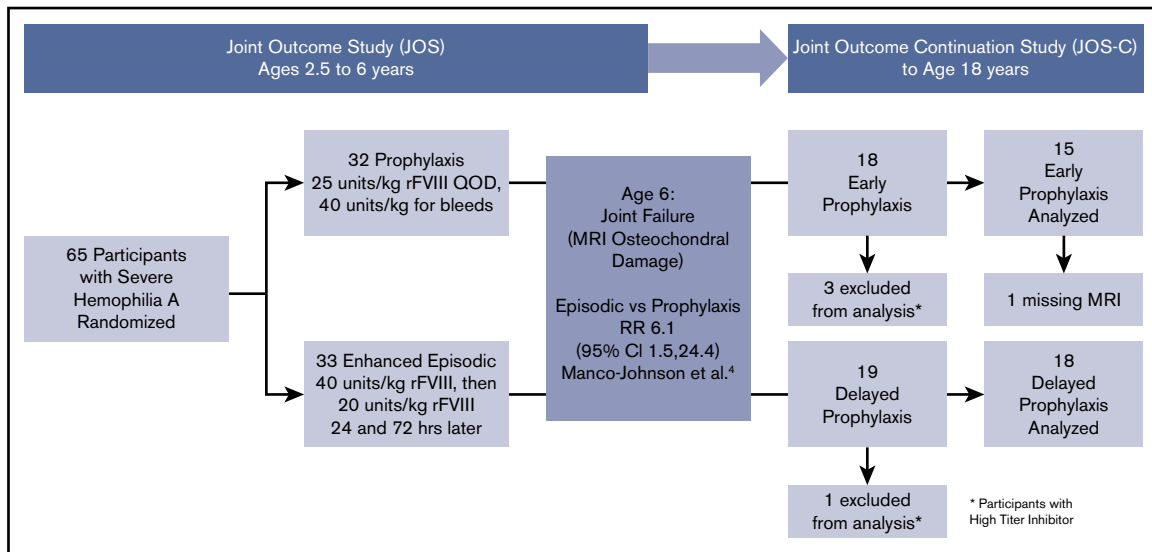 Joint Outcome Study (JOS)
Ages 2.5 to 6 years
Joint Outcome Continuation Study (JOS-C)
to Age 18 years
65 Participants
with Severe
Hemophilia A
Randomized
32 Prophylaxis
25 units/kg rFVIII QOD,
40 units/kg for bleeds
33 Enhanced Episodic
40 units/kg rFVIII, then
20 units/kg rFVIII
24 and 72 hrs later
Age 6:
Joint Failure
(MRI Osteochondral
Damage)
Episodic vs Prophylaxis
RR 6.1
(95% CI 1.5,24.4)
Manco-Johnson et al.⁴
18
Early
Prophylaxis
15
Early
Prophylaxis
Analyzed
3 excluded
from analysis*
1 missing MRI
19
Delayed
Prophylaxis
18
Delayed
Prophylaxis
Analyzed
1 excluded
from analysis*
* Participants with
High Titer Inhibitor